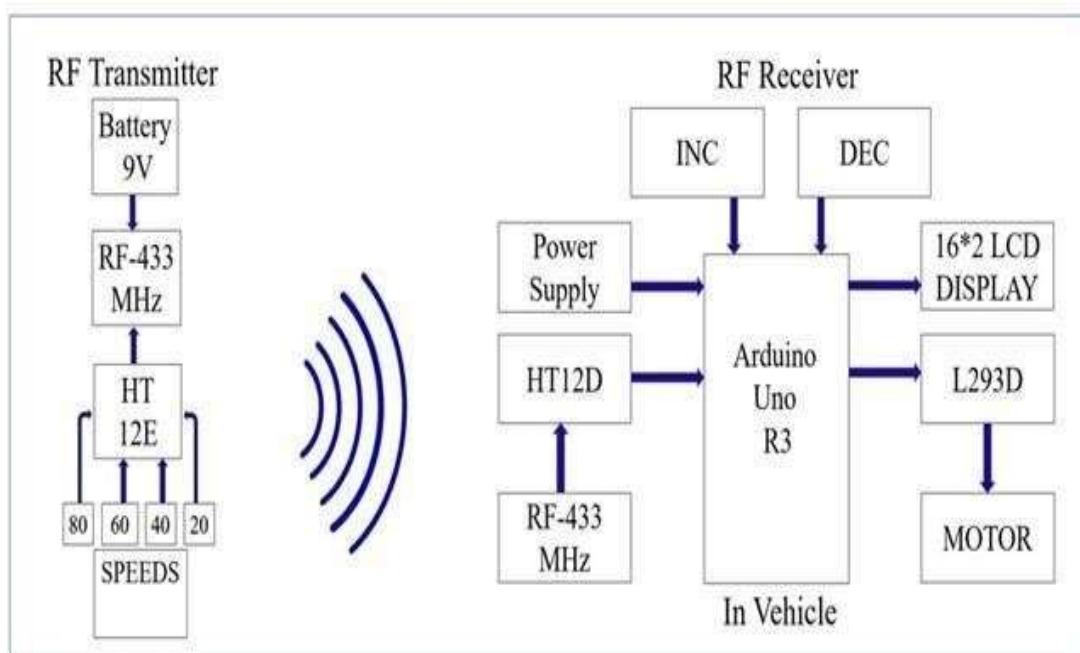 RF Transmitter
Battery
9V
RF-433
MHz
HT
12E
80
60
40
20
SPEEDS
RF Receiver
INC
DEC
Power
Supply
HT12D
RF-433
MHz
Arduino
Uno
R3
16*2 LCD
DISPLAY
L293D
MOTOR
In Vehicle